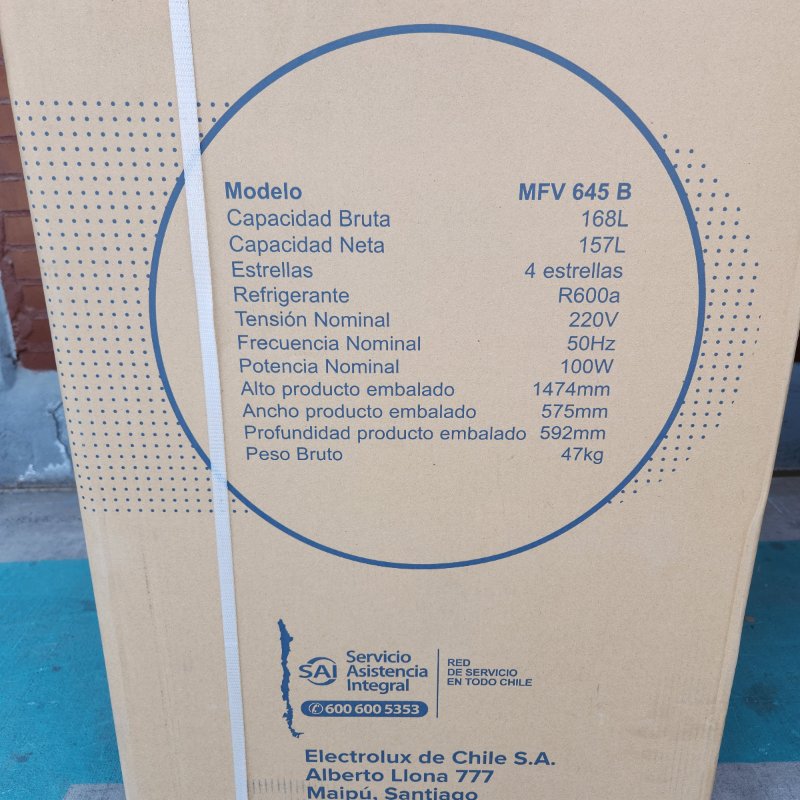 Modelo MFV 645 B
Capacidad Bruta 168L
Capacidad Neta 157L
Estrellas 4 estrellas
Refrigerante R600a
Tensión Nominal 220V
Frecuencia Nominal 50Hz
Potencia Nominal 100W
Alto producto embalado 1474mm
Ancho producto embalado 575mm
Profundidad producto embalado 592mm
Peso Bruto 47kg
SAI
Servicio
Asistencia
Integral
600 600 5353
RED
DE SERVICIO
EN TODO CHILE
Electrolux de Chile S.A.
Alberto Llona 777
Maipú, Santiago